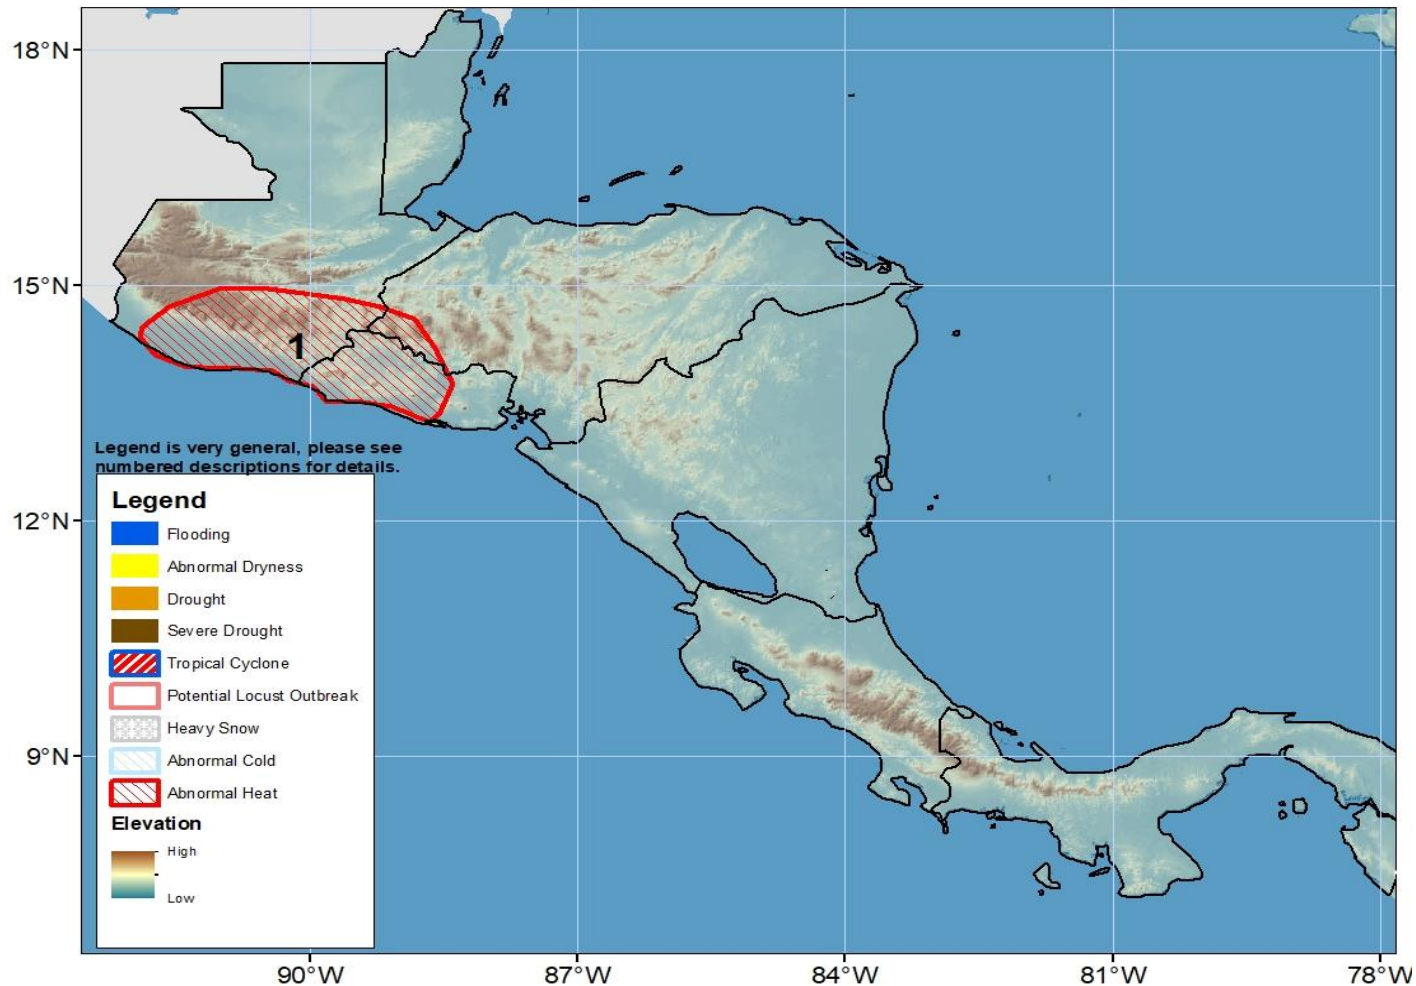 18°N
15°N
1
12°N
9°N
Legend is very general, please see
numbered descriptions for details.
Legend
Flooding
Abnormal Dryness
Drought
Severe Drought
Tropical Cyclone
Potential Locust Outbreak
Heavy Snow
Abnormal Cold
Abnormal Heat
Elevation
High
Low
90°W 87°W 84°W 81°W 78°W